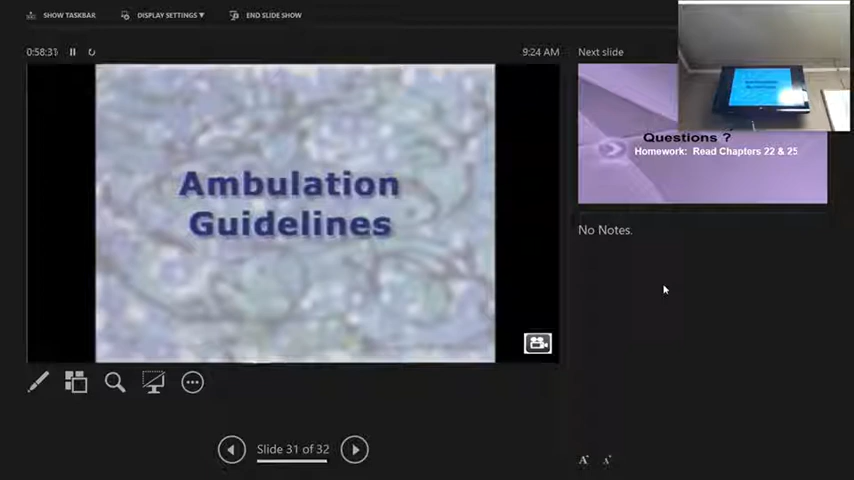 SHOW TASKBAR
DISPLAY SETTINGS ▼
END SLIDE SHOW
0:58:31
9:24 AM
Next slide
Ambulation
Guidelines
Questions ?
Homework: Read Chapters 22 & 25
No Notes.
Slide 31 of 32
A A